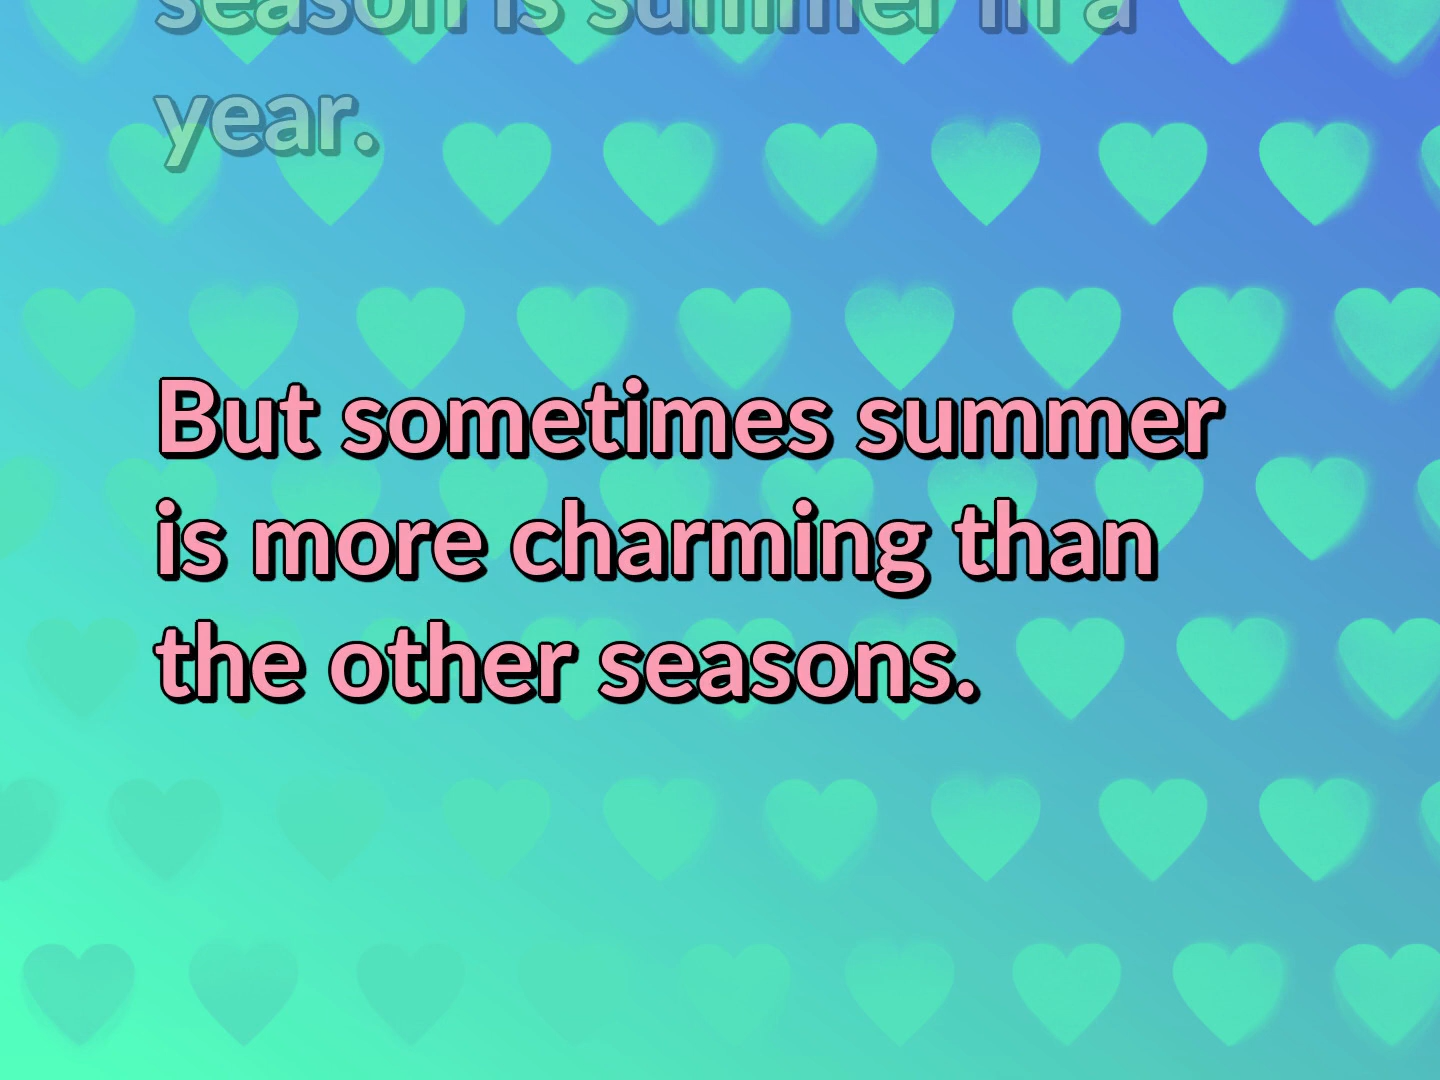 season is summer in a
year.
But sometimes summer
is more charming than
the other seasons.